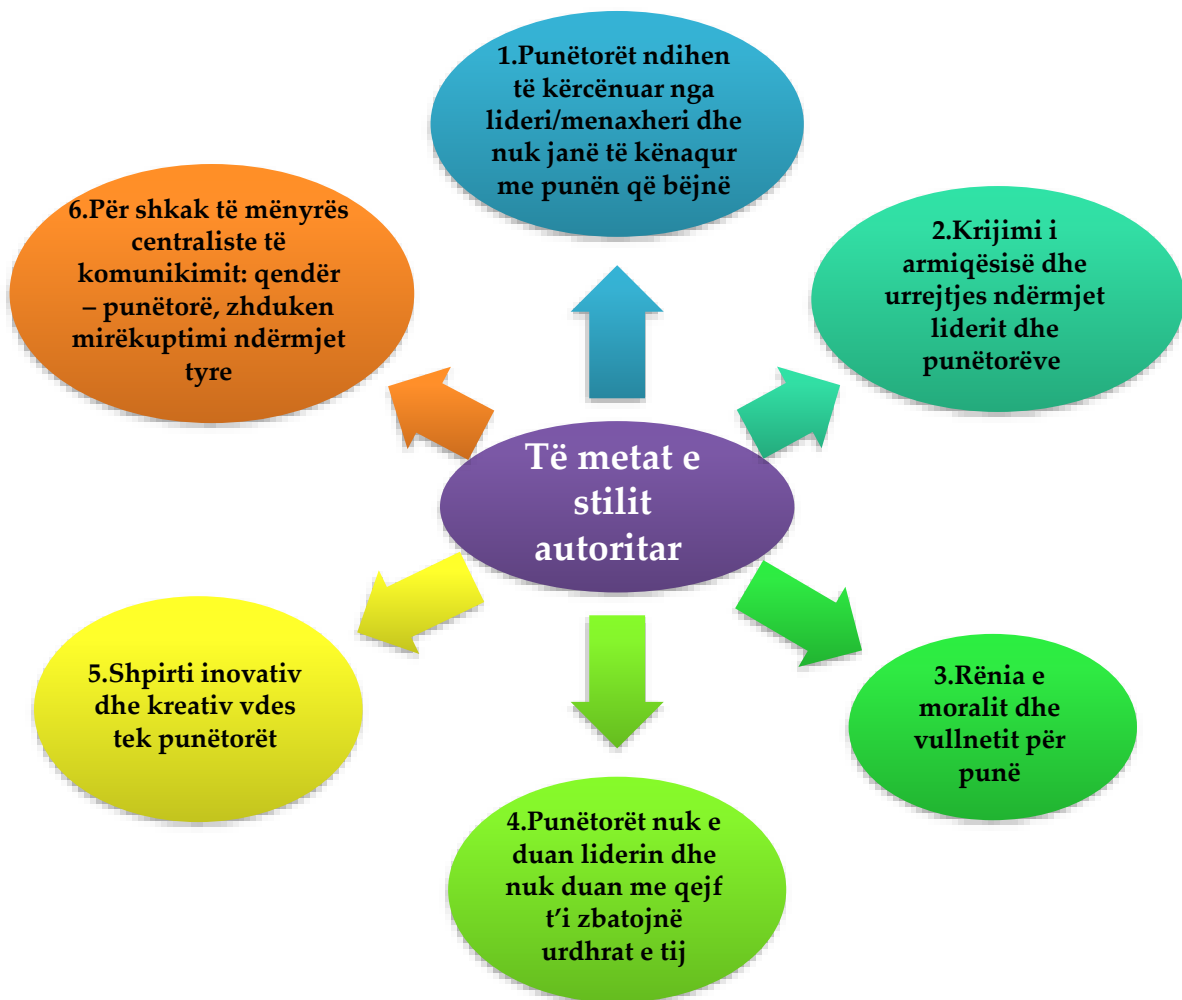 1.Punëtorët ndihen
të kërcënuar nga
lideri/menaxheri dhe
nuk janë të kënaqur
me punën që bëjnë
2.Krijimi i
armiqësisë dhe
urrejtjes ndërmjet
liderit dhe
punëtorëve
3.Rënia e
moralit dhe
vullnetit për
punë
4.Punëtorët nuk e
duan liderin dhe
nuk duan me qejf
t’i zbatojnë
urdhrat e tij
5.Shpirti inovativ
dhe kreativ vdes
tek punëtorët
6.Për shkak të mënyrës
centraliste të
komunikimit: qendër
– punëtorë, zhduken
mirëkuptimi ndërmjet
tyre
Të metat e
stilit
autoritar